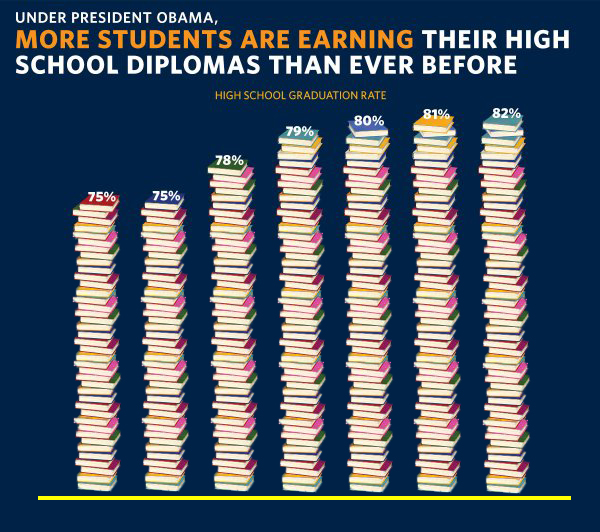 UNDER PRESIDENT OBAMA,
MORE STUDENTS ARE EARNING THEIR HIGH
SCHOOL DIPLOMAS THAN EVER BEFORE
HIGH SCHOOL GRADUATION RATE
75%
75%
78%
79%
80%
81%
82%